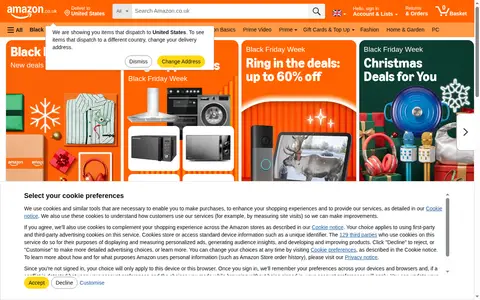 amazon.co.uk
Deliver to
United States
All
Search Amazon.co.uk
Hello, sign in
Account & Lists
Returns
& Orders
0
Basket
All
Black
n Basics
Prime Video
Prime
Gift Cards & Top Up
Fashion
Black Friday Week
Home & Garden
PC
We are showing you items that dispatch to United States. To see
items that dispatch to a different country, change your
delivery address.
Dismiss
Change Address
Black
New deals
Black Friday Week
Black Friday Week
Ring in the deals:
up to 60% off
Black Friday Week
Christmas
Deals for You
amazon
Select your cookie preferences
We use cookies and similar tools that are necessary to enable you to make purchases, to enhance your shopping experiences and to provide our services, as detailed in our Cookie
notice. We also use these cookies to understand how customers use our services (for example, by measuring site visits) so we can make improvements.
If you agree, we'll also use cookies to complement your shopping experience across the Amazon stores as described in our Cookie notice. Your choice applies to using first-party
and third-party advertising cookies on this service. Cookies store or access standard device information such as a unique identifier. The 129 third parties who use cookies on this
service do so for their purposes of displaying and measuring personalized ads, generating audience insights, and developing and improving products. Click "Decline" to reject, or
"Customise" to make more detailed advertising choices, or learn more. You can change your choices at any time by visiting Cookie preferences, as described in the Cookie notice.
To learn more about how and for what purposes Amazon uses personal information (such as Amazon Store order history), please visit our Privacy notice.
Since you're not signed in, your choice will only apply to this device or this browser. Once you sign in, we'll remember your preferences across your devices and browsers and, if a
Accept
Decline
Customise